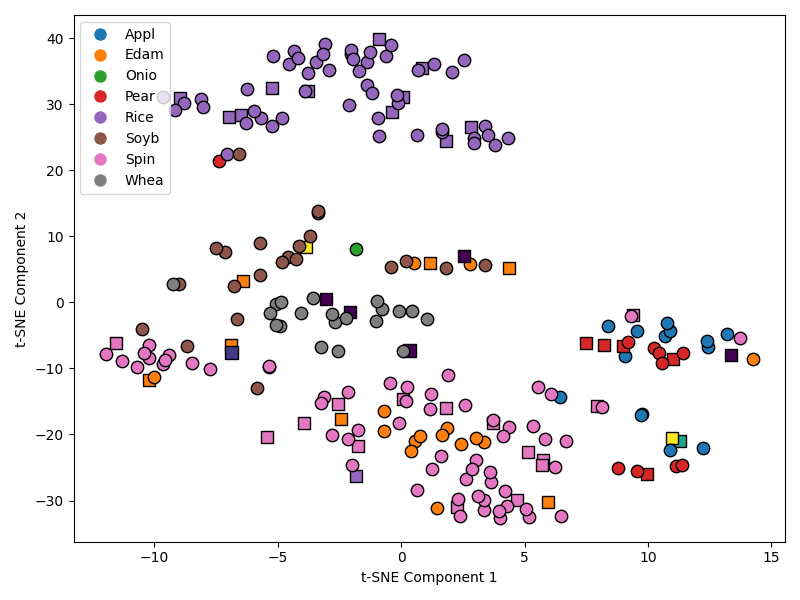 Appl
Edam
Onio
Pear
Rice
Soyb
Spin
Whea
40
30
20
10
0
−10
−20
−30
t-SNE Component 2
−10
−5
0
5
10
15
t-SNE Component 1